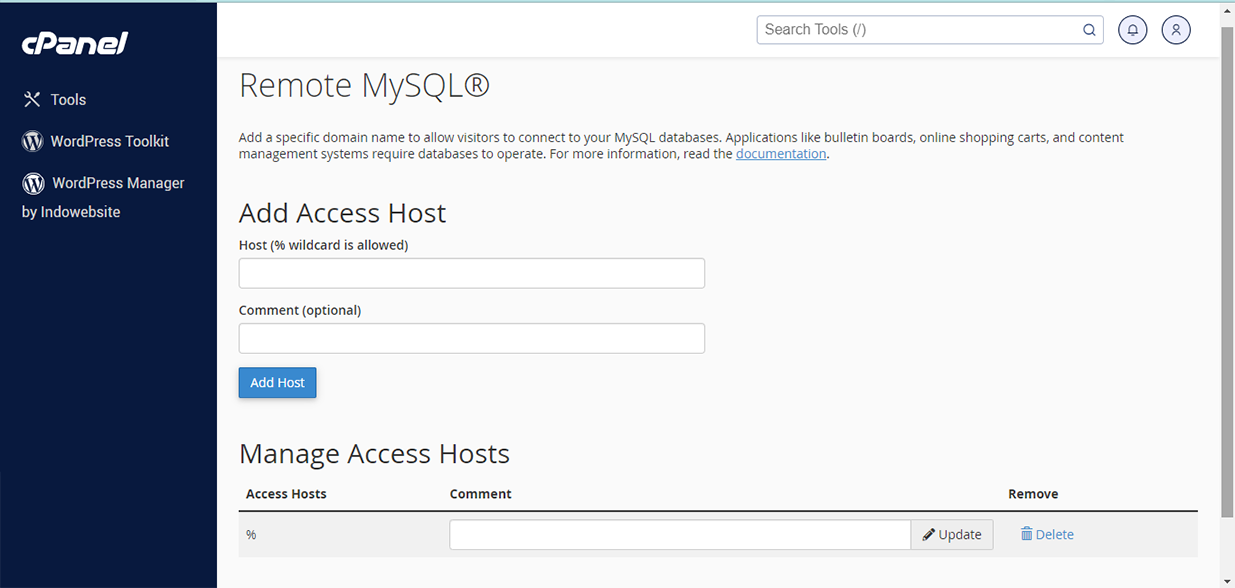 cPanel
Search Tools (/)
Tools
WordPress Toolkit
WordPress Manager
by Indowebsite
Remote MySQL®
Add a specific domain name to allow visitors to connect to your MySQL databases. Applications like bulletin boards, online shopping carts, and content
management systems require databases to operate. For more information, read the documentation.
Add Access Host
Host (% wildcard is allowed)
Comment (optional)
Add Host
Manage Access Hosts
Access Hosts Comment Remove
% Update Delete